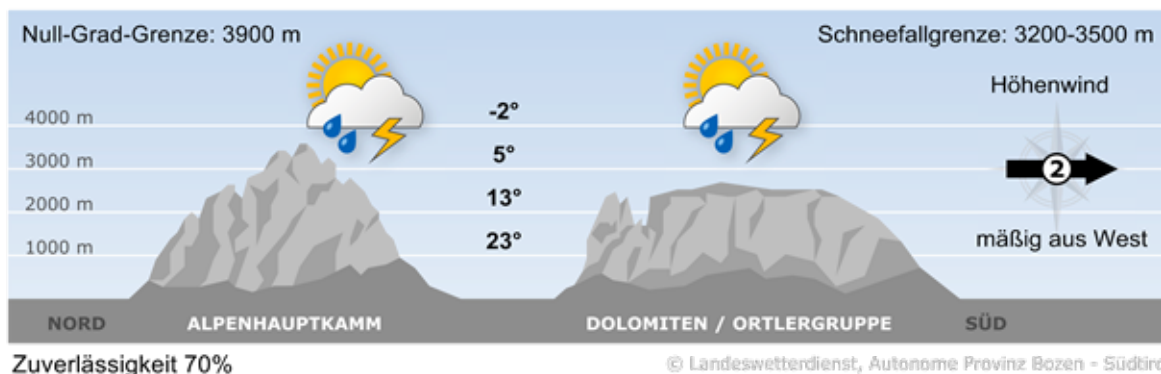 Null-Grad-Grenze: 3900 m
Schneefallgrenze: 3200-3500 m
Höhenwind
4000 m
-2°
3000 m
5°
2
2000 m
13°
1000 m
23°
mäßig aus West
NORD
ALPENHAUPTKAMM
DOLOMITEN / ORTLERGRUPPE
SÜD
Zuverlässigkeit 70%
© Landeswetterdienst, Autonome Provinz Bozen - Südtiro